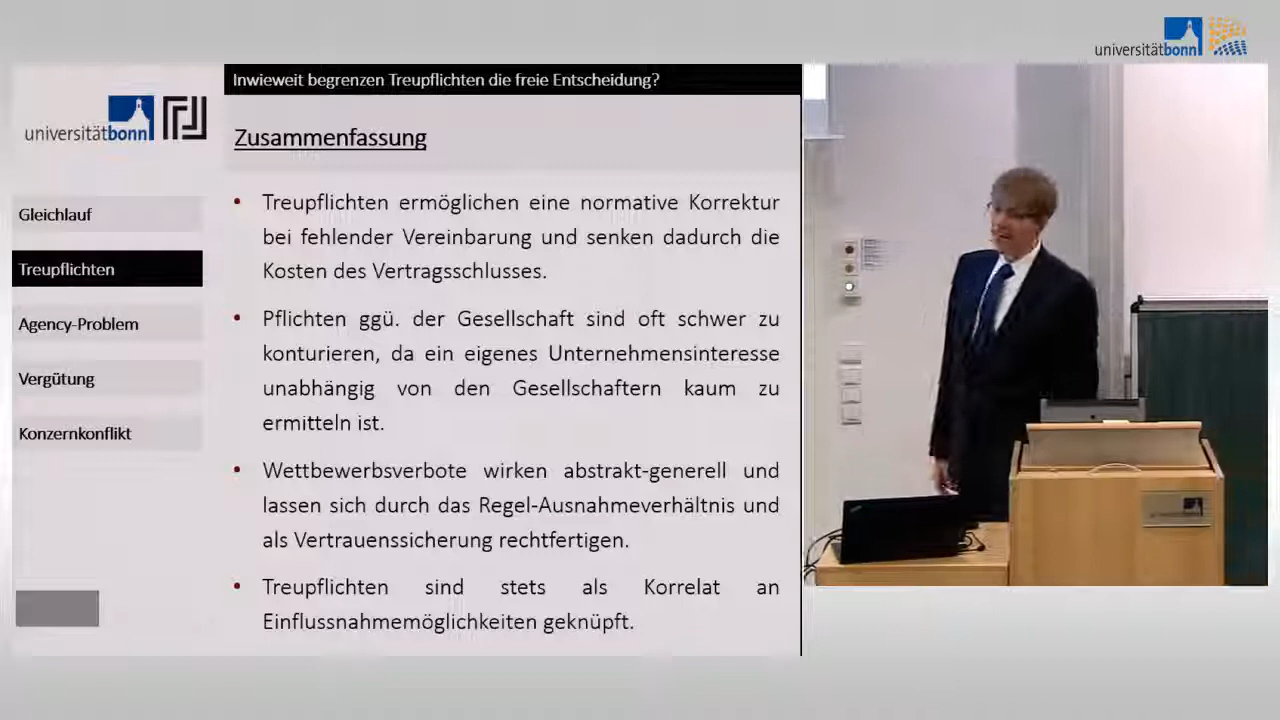 universitätbonn
Inwieweit begrenzen Treupflichten die freie Entscheidung?
universitätbonn
Zusammenfassung
Gleichlauf
Treupflichten
Agency-Problem
Vergütung
Konzernkonflikt
• Treupflichten ermöglichen eine normative Korrektur
bei fehlender Vereinbarung und senken dadurch die
Kosten des Vertragsschlusses.
• Pflichten ggü. der Gesellschaft sind oft schwer zu
konturieren, da ein eigenes Unternehmensinteresse
unabhängig von den Gesellschaftern kaum zu
ermitteln ist.
• Wettbewerbsverbote wirken abstrakt-generell und
lassen sich durch das Regel-Ausnahmeverhältnis und
als Vertrauenssicherung rechtfertigen.
• Treupflichten sind stets als Korrelat an
Einflussnahmemöglichkeiten geknüpft.